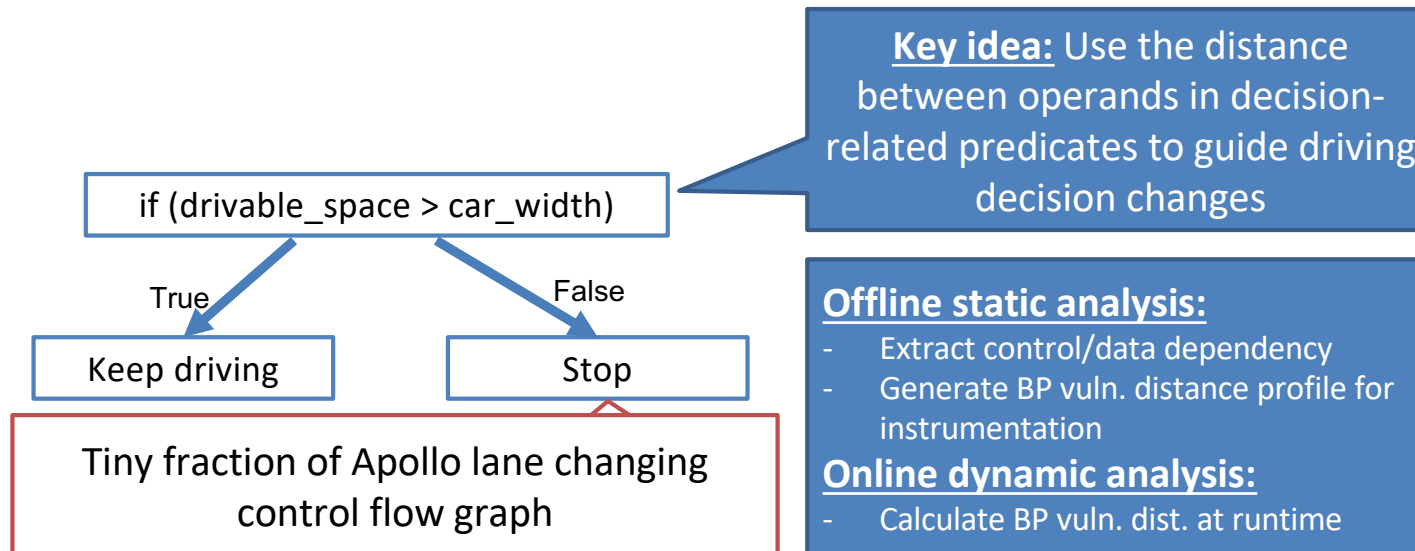 Key idea: Use the distance
between operands in decision-
related predicates to guide driving
decision changes
if (drivable_space > car_width)
True
False
Keep driving
Stop
Tiny fraction of Apollo lane changing
control flow graph
Offline static analysis:
- Extract control/data dependency
- Generate BP vuln. distance profile for
instrumentation
Online dynamic analysis:
- Calculate BP vuln. dist. at runtime